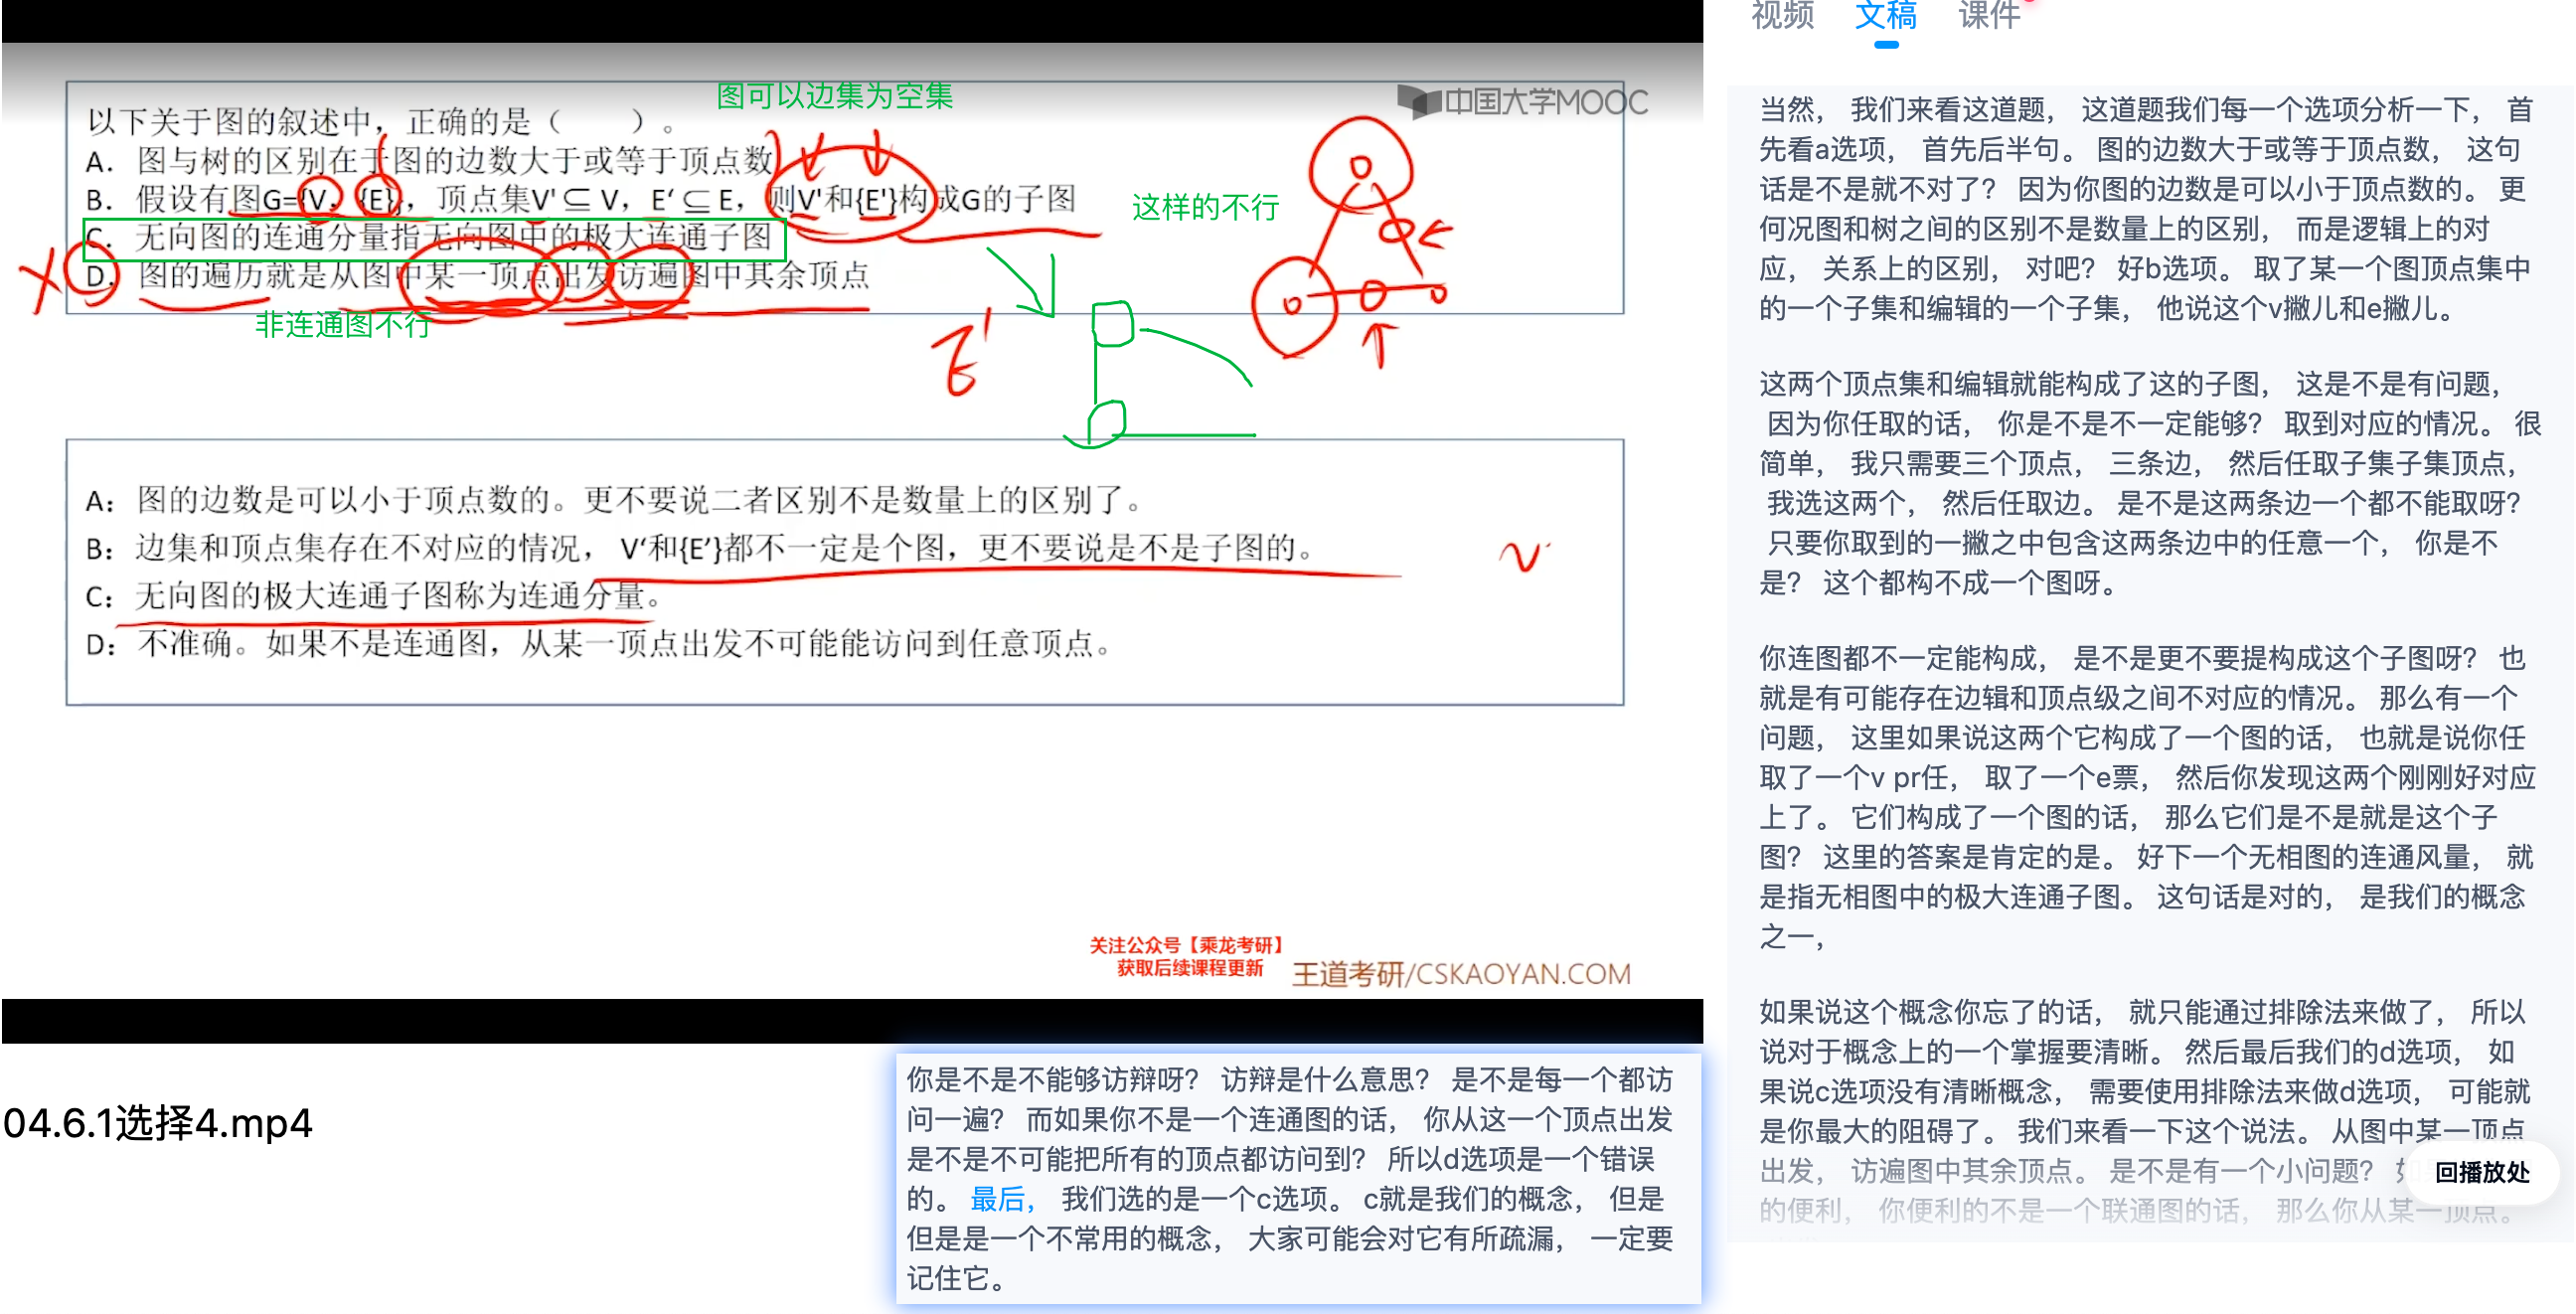 图可以边集为空集
中国大学MOOC
以下关于图的叙述中，正确的是（　　）。
A．图与树的区别在于图的边数大于或等于顶点数
B．假设有图G={V，{E}}，顶点集V'⊆V，E‘⊆E，则V'和{E'}构成G的子图
这样的不行
C．无向图的连通分量指无向图中的极大连通子图
D．图的遍历就是从图中某一顶点出发访遍图中其余顶点
非连通图不行
E'
A：图的边数是可以小于顶点数的。更不要说二者区别不是数量上的区别了。
B：边集和顶点集存在不对应的情况，V‘和{E’}都不一定是个图，更不要说是不是子图的。
C：无向图的极大连通子图称为连通分量。
D：不准确。如果不是连通图，从某一顶点出发不可能能访问到任意顶点。
关注公众号【乘龙考研】
获取后续课程更新
王道考研/CSKAOYAN.COM
04.6.1选择4.mp4
你是不是不能够访辩呀？ 访辩是什么意思？ 是不是每一个都访
问一遍？ 而如果你不是一个连通图的话， 你从这一个顶点出发
是不是不可能把所有的顶点都访问到？ 所以d选项是一个错误
的。 最后， 我们选的是一个c选项。 c就是我们的概念， 但是
但是是一个不常用的概念， 大家可能会对它有所疏漏， 一定要
记住它。
视频 文稿 课件
当然， 我们来看这道题， 这道题我们每一个选项分析一下， 首
先看a选项， 首先后半句。 图的边数大于或等于顶点数， 这句
话是不是就不对了？ 因为你图的边数是可以小于顶点数的。 更
何况图和树之间的区别不是数量上的区别， 而是逻辑上的对
应， 关系上的区别， 对吧？ 好b选项。 取了某一个图顶点集中
的一个子集和编辑的一个子集， 他说这个v撇儿和e撇儿。
这两个顶点集和编辑就能构成了这的子图， 这是不是有问题，
因为你任取的话， 你是不是不一定能够？ 取到对应的情况。 很
简单， 我只需要三个顶点， 三条边， 然后任取子集子集顶点，
我选这两个， 然后任取边。 是不是这两条边一个都不能取呀？
只要你取到的一撇之中包含这两条边中的任意一个， 你是不
是？ 这个都构不成一个图呀。
你连图都不一定能构成， 是不是更不要提构成这个子图呀？ 也
就是有可能存在边辑和顶点级之间不对应的情况。 那么有一个
问题， 这里如果说这两个它构成了一个图的话， 也就是说你任
取了一个v pr任， 取了一个e票， 然后你发现这两个刚刚好对应
上了。 它们构成了一个图的话， 那么它们是不是就是这个子
图？ 这里的答案是肯定的是。 好下一个无相图的连通风量， 就
是指无相图中的极大连通子图。 这句话是对的， 是我们的概念
之一，
如果说这个概念你忘了的话， 就只能通过排除法来做了， 所以
说对于概念上的一个掌握要清晰。 然后最后我们的d选项， 如
果说c选项没有清晰概念， 需要使用排除法来做d选项， 可能就
是你最大的阻碍了。 我们来看一下这个说法。 从图中某一顶点
出发， 访遍图中其余顶点。 是不是有一个小问题？
回播放处
的便利， 你便利的不是一个联通图的话， 那么你从某一顶点。